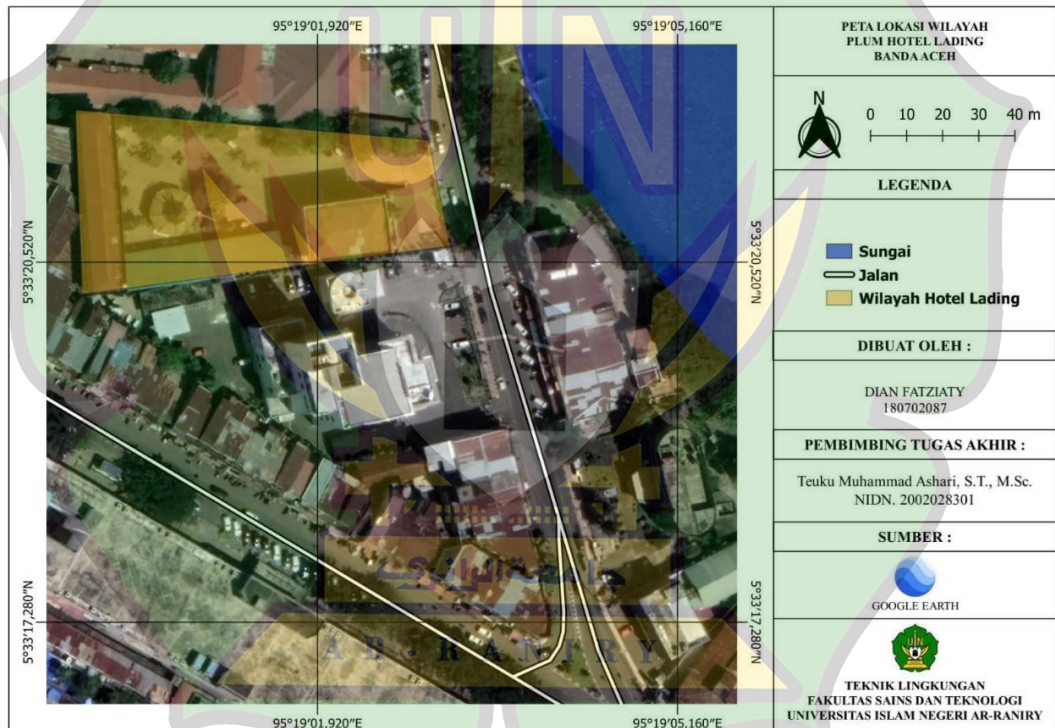 95°19′01,920″E
95°19′05,160″E
5°33′20,520″N
5°33′20,520″N
5°33′17,280″N
5°33′17,280″N
95°19′01,920″E
95°19′05,160″E
UIN
جامعة الرانري
AR-RANIRY
PETA LOKASI WILAYAH
PLUM HOTEL LADING
BANDA ACEH
N
0 10 20 30 40 m
LEGENDA
Sungai
Jalan
Wilayah Hotel Lading
DIBUAT OLEH :
DIAN FATZIATY
180702087
PEMBIMBING TUGAS AKHIR :
Teuku Muhammad Ashari, S.T., M.Sc.
NIDN. 2002028301
SUMBER :
GOOGLE EARTH
UIN
TEKNIK LINGKUNGAN
FAKULTAS SAINS DAN TEKNOLOGI
UNIVERSITAS ISLAM NEGERI AR-RANIRY